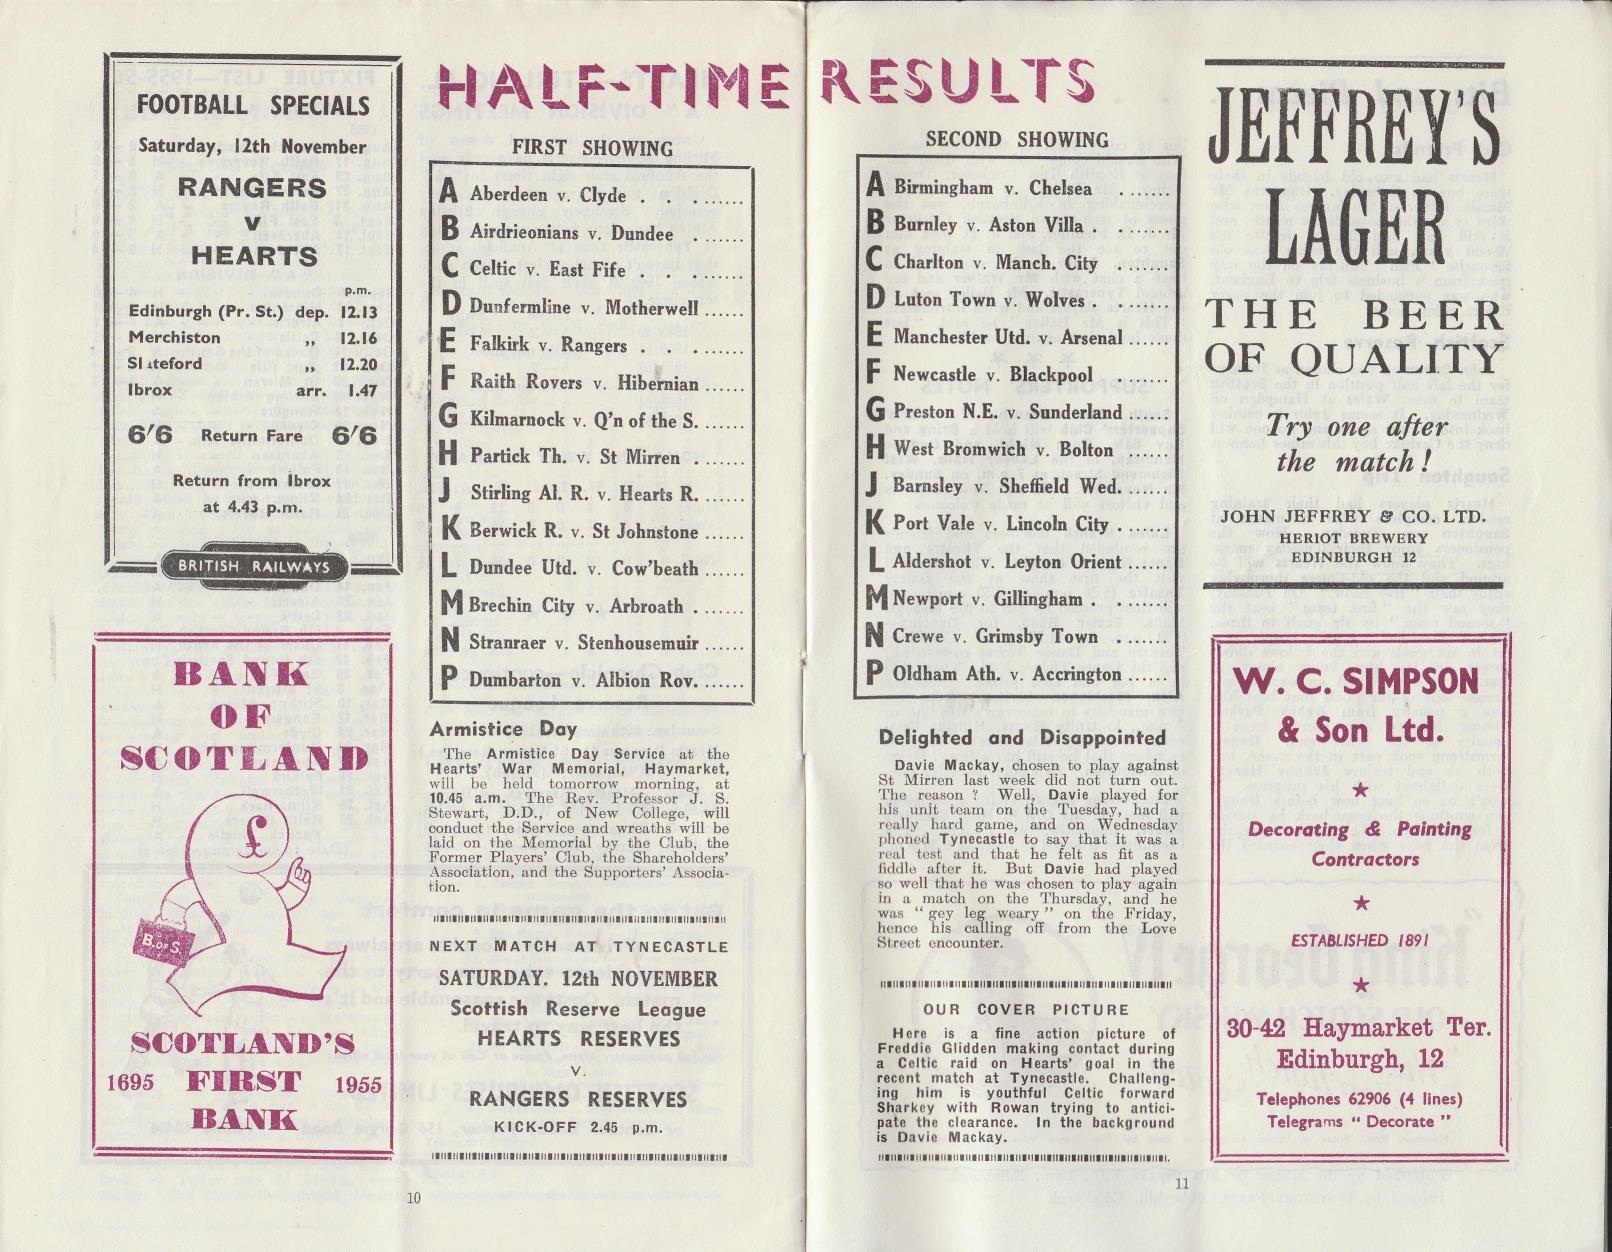 HALF-TIME RESULTS
FOOTBALL SPECIALS
Saturday, 12th November
RANGERS
v
HEARTS
p.m.
Edinburgh (Pr. St.) dep. 12.13
Merchiston ,, 12.16
Slateford ,, 12.20
Ibrox arr. 1.47
6'6 Return Fare 6'6
Return from Ibrox
at 4.43 p.m.
BRITISH RAILWAYS
BANK
OF
SCOTLAND
£
B. OF S.
SCOTLAND'S
1695 FIRST 1955
BANK
FIRST SHOWING
A Aberdeen v. Clyde . . .......
B Airdrieonians v. Dundee . ......
C Celtic v. East Fife . . .......
D Dunfermline v. Motherwell ......
E Falkirk v. Rangers . . .......
F Raith Rovers v. Hibernian ......
G Kilmarnock v. Q'n of the S. ......
H Partick Th. v. St Mirren . ......
J Stirling Al. R. v. Hearts R. ......
K Berwick R. v. St Johnstone ......
L Dundee Utd. v. Cow'beath ......
M Brechin City v. Arbroath . ......
N Stranraer v. Stenhousemuir ......
P Dumbarton v. Albion Rov. ......
Armistice Day
The Armistice Day Service at the
Hearts' War Memorial, Haymarket,
will be held tomorrow morning, at
10.45 a.m. The Rev. Professor J. S.
Stewart, D.D., of New College, will
conduct the Service and wreaths will be
laid on the Memorial by the Club, the
Former Players' Club, the Shareholders'
Association, and the Supporters' Associa-
tion.
NEXT MATCH AT TYNECASTLE
SATURDAY. 12th NOVEMBER
Scottish Reserve League
HEARTS RESERVES
V.
RANGERS RESERVES
KICK-OFF 2.45 p.m.
10
SECOND SHOWING
A Birmingham v. Chelsea .......
B Burnley v. Aston Villa . .......
C Charlton v. Manch. City .......
D Luton Town v. Wolves . .......
E Manchester Utd. v. Arsenal ......
F Newcastle v. Blackpool .......
G Preston N.E. v. Sunderland ......
H West Bromwich v. Bolton ......
J Barnsley v. Sheffield Wed. ......
K Port Vale v. Lincoln City . ......
L Aldershot v. Leyton Orient ......
M Newport v. Gillingham . .......
N Crewe v. Grimsby Town .......
P Oldham Ath. v. Accrington ......
Delighted and Disappointed
Davie Mackay, chosen to play against
St Mirren last week did not turn out.
The reason ? Well, Davie played for
his unit team on the Tuesday, had a
really hard game, and on Wednesday
phoned Tynecastle to say that it was a
real test and that he felt as fit as a
fiddle after it. But Davie had played
so well that he was chosen to play again
in a match on the Thursday, and he
was " gey leg weary " on the Friday,
hence his calling off from the Love
Street encounter.
OUR COVER PICTURE
Here is a fine action picture of
Freddie Glidden making contact during
a Celtic raid on Hearts' goal in the
recent match at Tynecastle. Challeng-
ing him is youthful Celtic forward
Sharkey with Rowan trying to antici-
pate the clearance. In the background
is Davie Mackay.
11
JEFFREY'S
LAGER
THE BEER
OF QUALITY
Try one after
the match !
JOHN JEFFREY & CO. LTD.
HERIOT BREWERY
EDINBURGH 12
W. C. SIMPSON
& Son Ltd.
Decorating & Painting
Contractors
ESTABLISHED 1891
30-42 Haymarket Ter.
Edinburgh, 12
Telephones 62906 (4 lines)
Telegrams " Decorate "